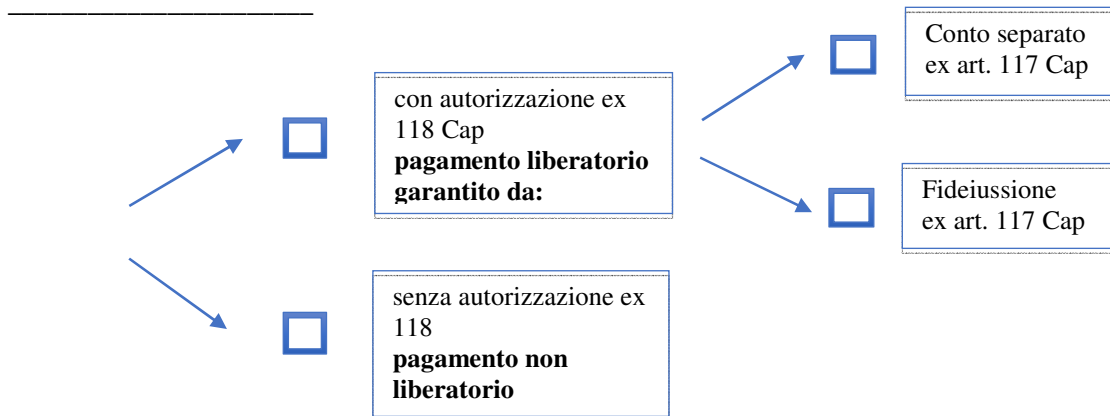 con autorizzazione ex
118 Cap
pagamento liberatorio
garantito da:
Conto separato
ex art. 117 Cap
Fideiussione
ex art. 117 Cap
senza autorizzazione ex
118
pagamento non
liberatorio